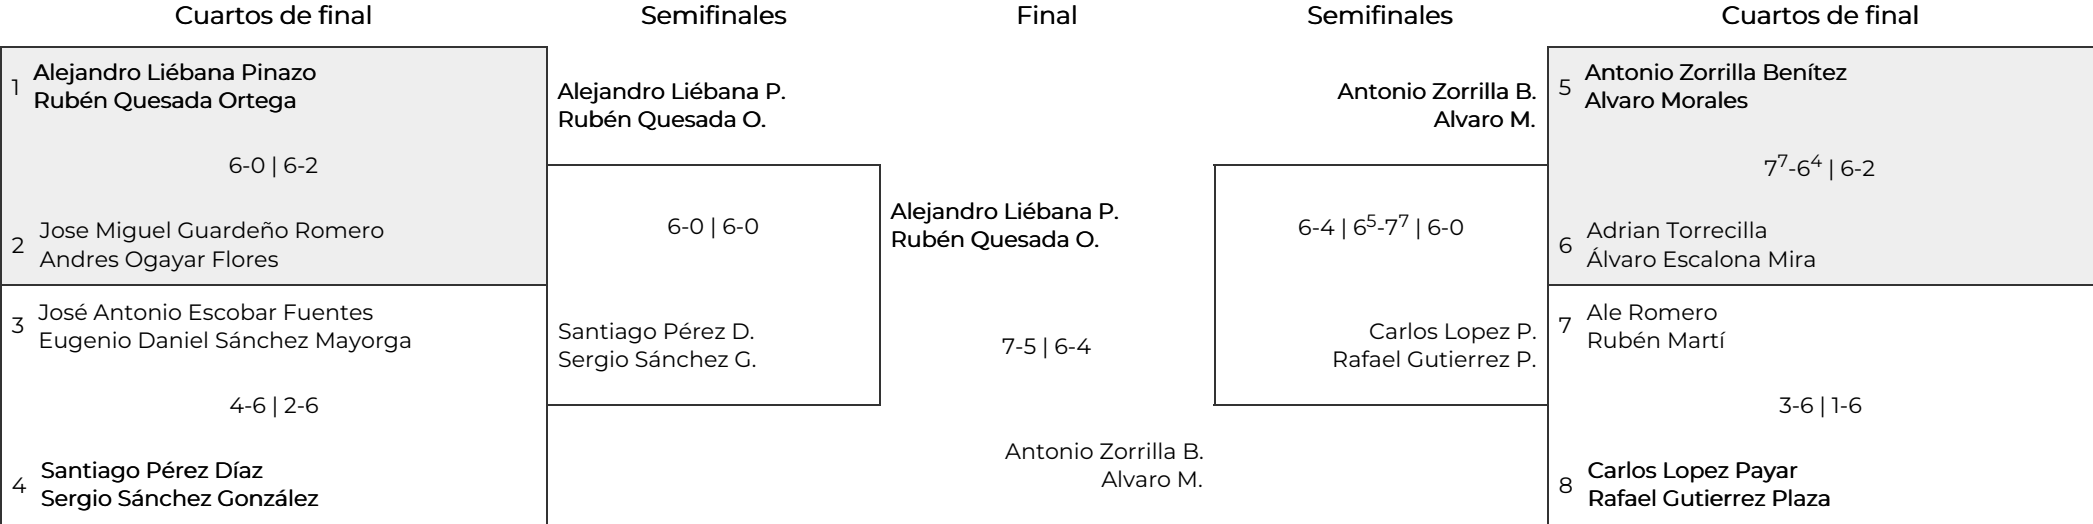 Cuartos de final
Semifinales
Final
Semifinales
Cuartos de final
1
Alejandro Liébana Pinazo
Rubén Quesada Ortega
6-0 | 6-2
2
Jose Miguel Guardeño Romero
Andres Ogayar Flores
3
José Antonio Escobar Fuentes
Eugenio Daniel Sánchez Mayorga
4-6 | 2-6
4
Santiago Pérez Díaz
Sergio Sánchez González
Alejandro Liébana P.
Rubén Quesada O.
6-0 | 6-0
Santiago Pérez D.
Sergio Sánchez G.
Alejandro Liébana P.
Rubén Quesada O.
7-5 | 6-4
Antonio Zorrilla B.
Alvaro M.
Antonio Zorrilla B.
Alvaro M.
6-4 | 6⁵-7⁷ | 6-0
Carlos Lopez P.
Rafael Gutierrez P.
5
Antonio Zorrilla Benítez
Alvaro Morales
7⁷-6⁴ | 6-2
6
Adrian Torrecilla
Álvaro Escalona Mira
7
Ale Romero
Rubén Martí
3-6 | 1-6
8
Carlos Lopez Payar
Rafael Gutierrez Plaza